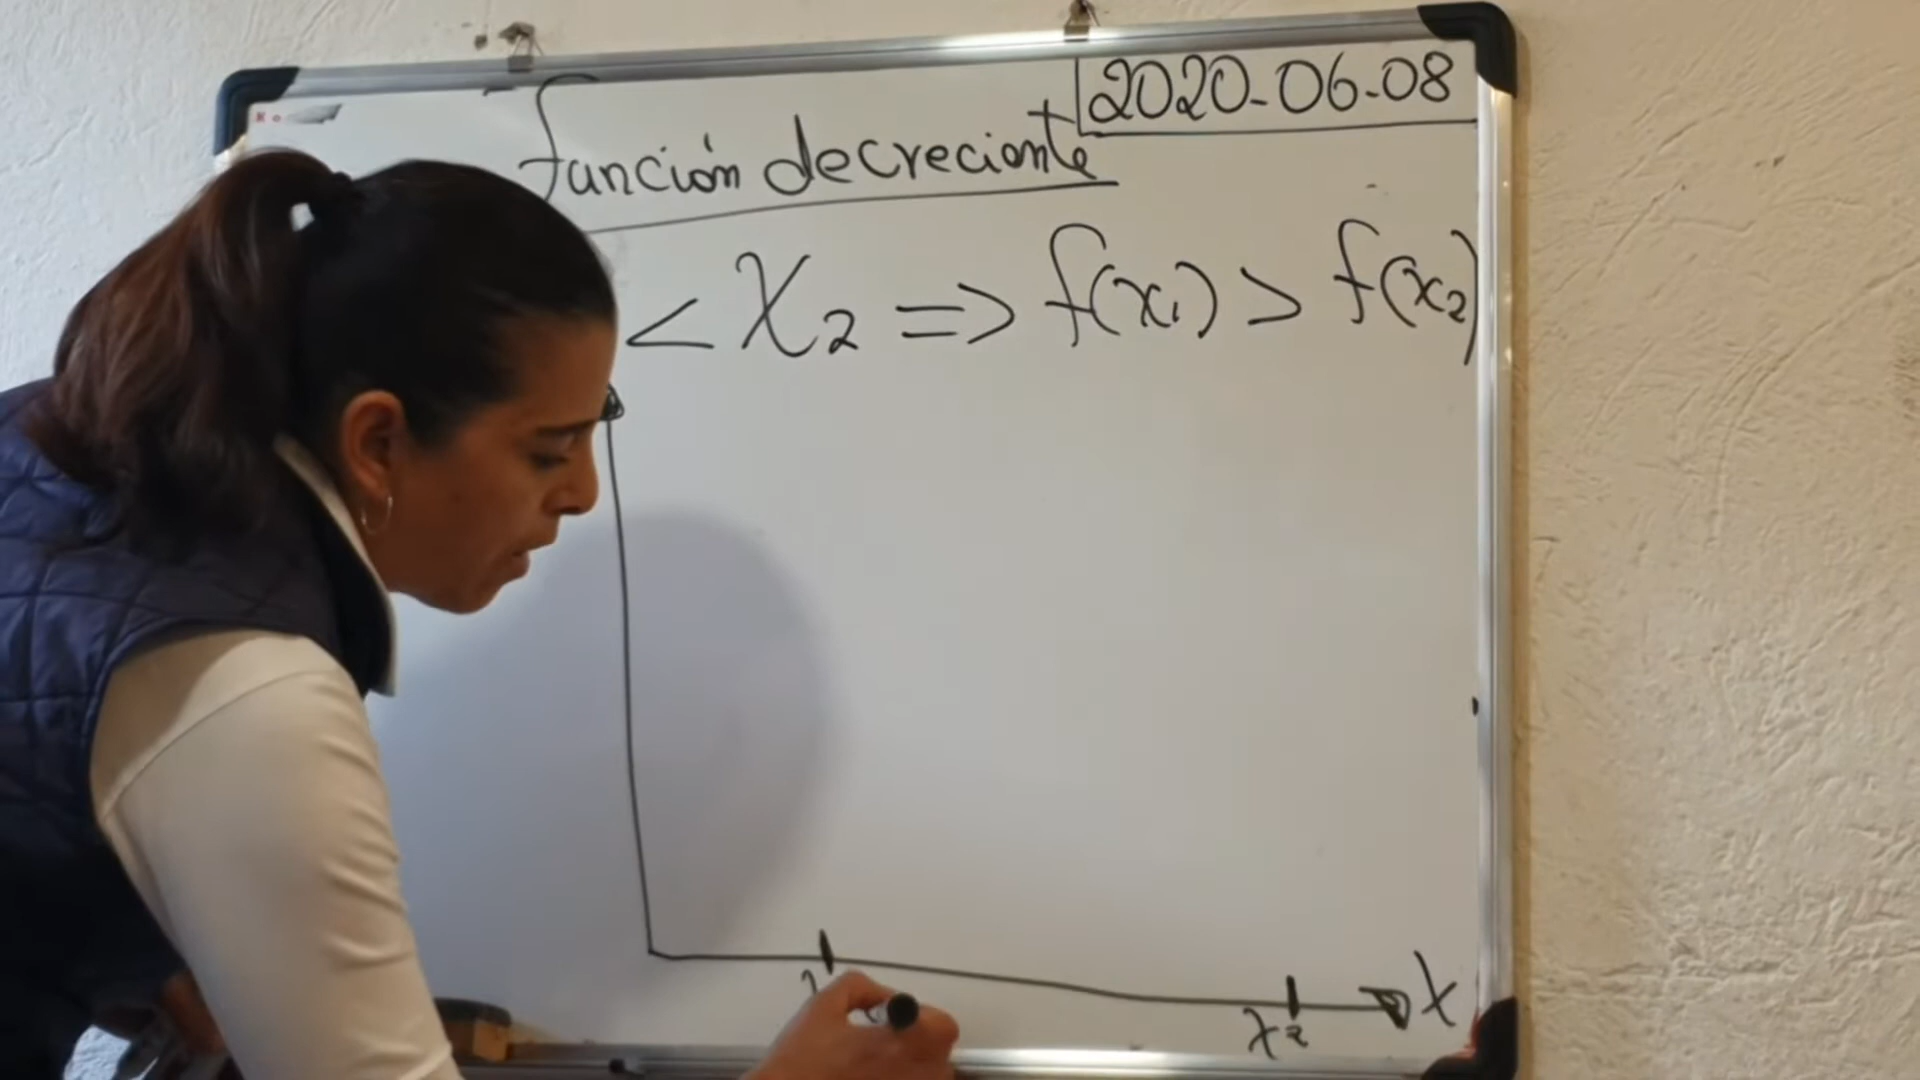 2020-06-08
función decreciente
< X₂ => f(x₁) > f(x₂)
x₂
X